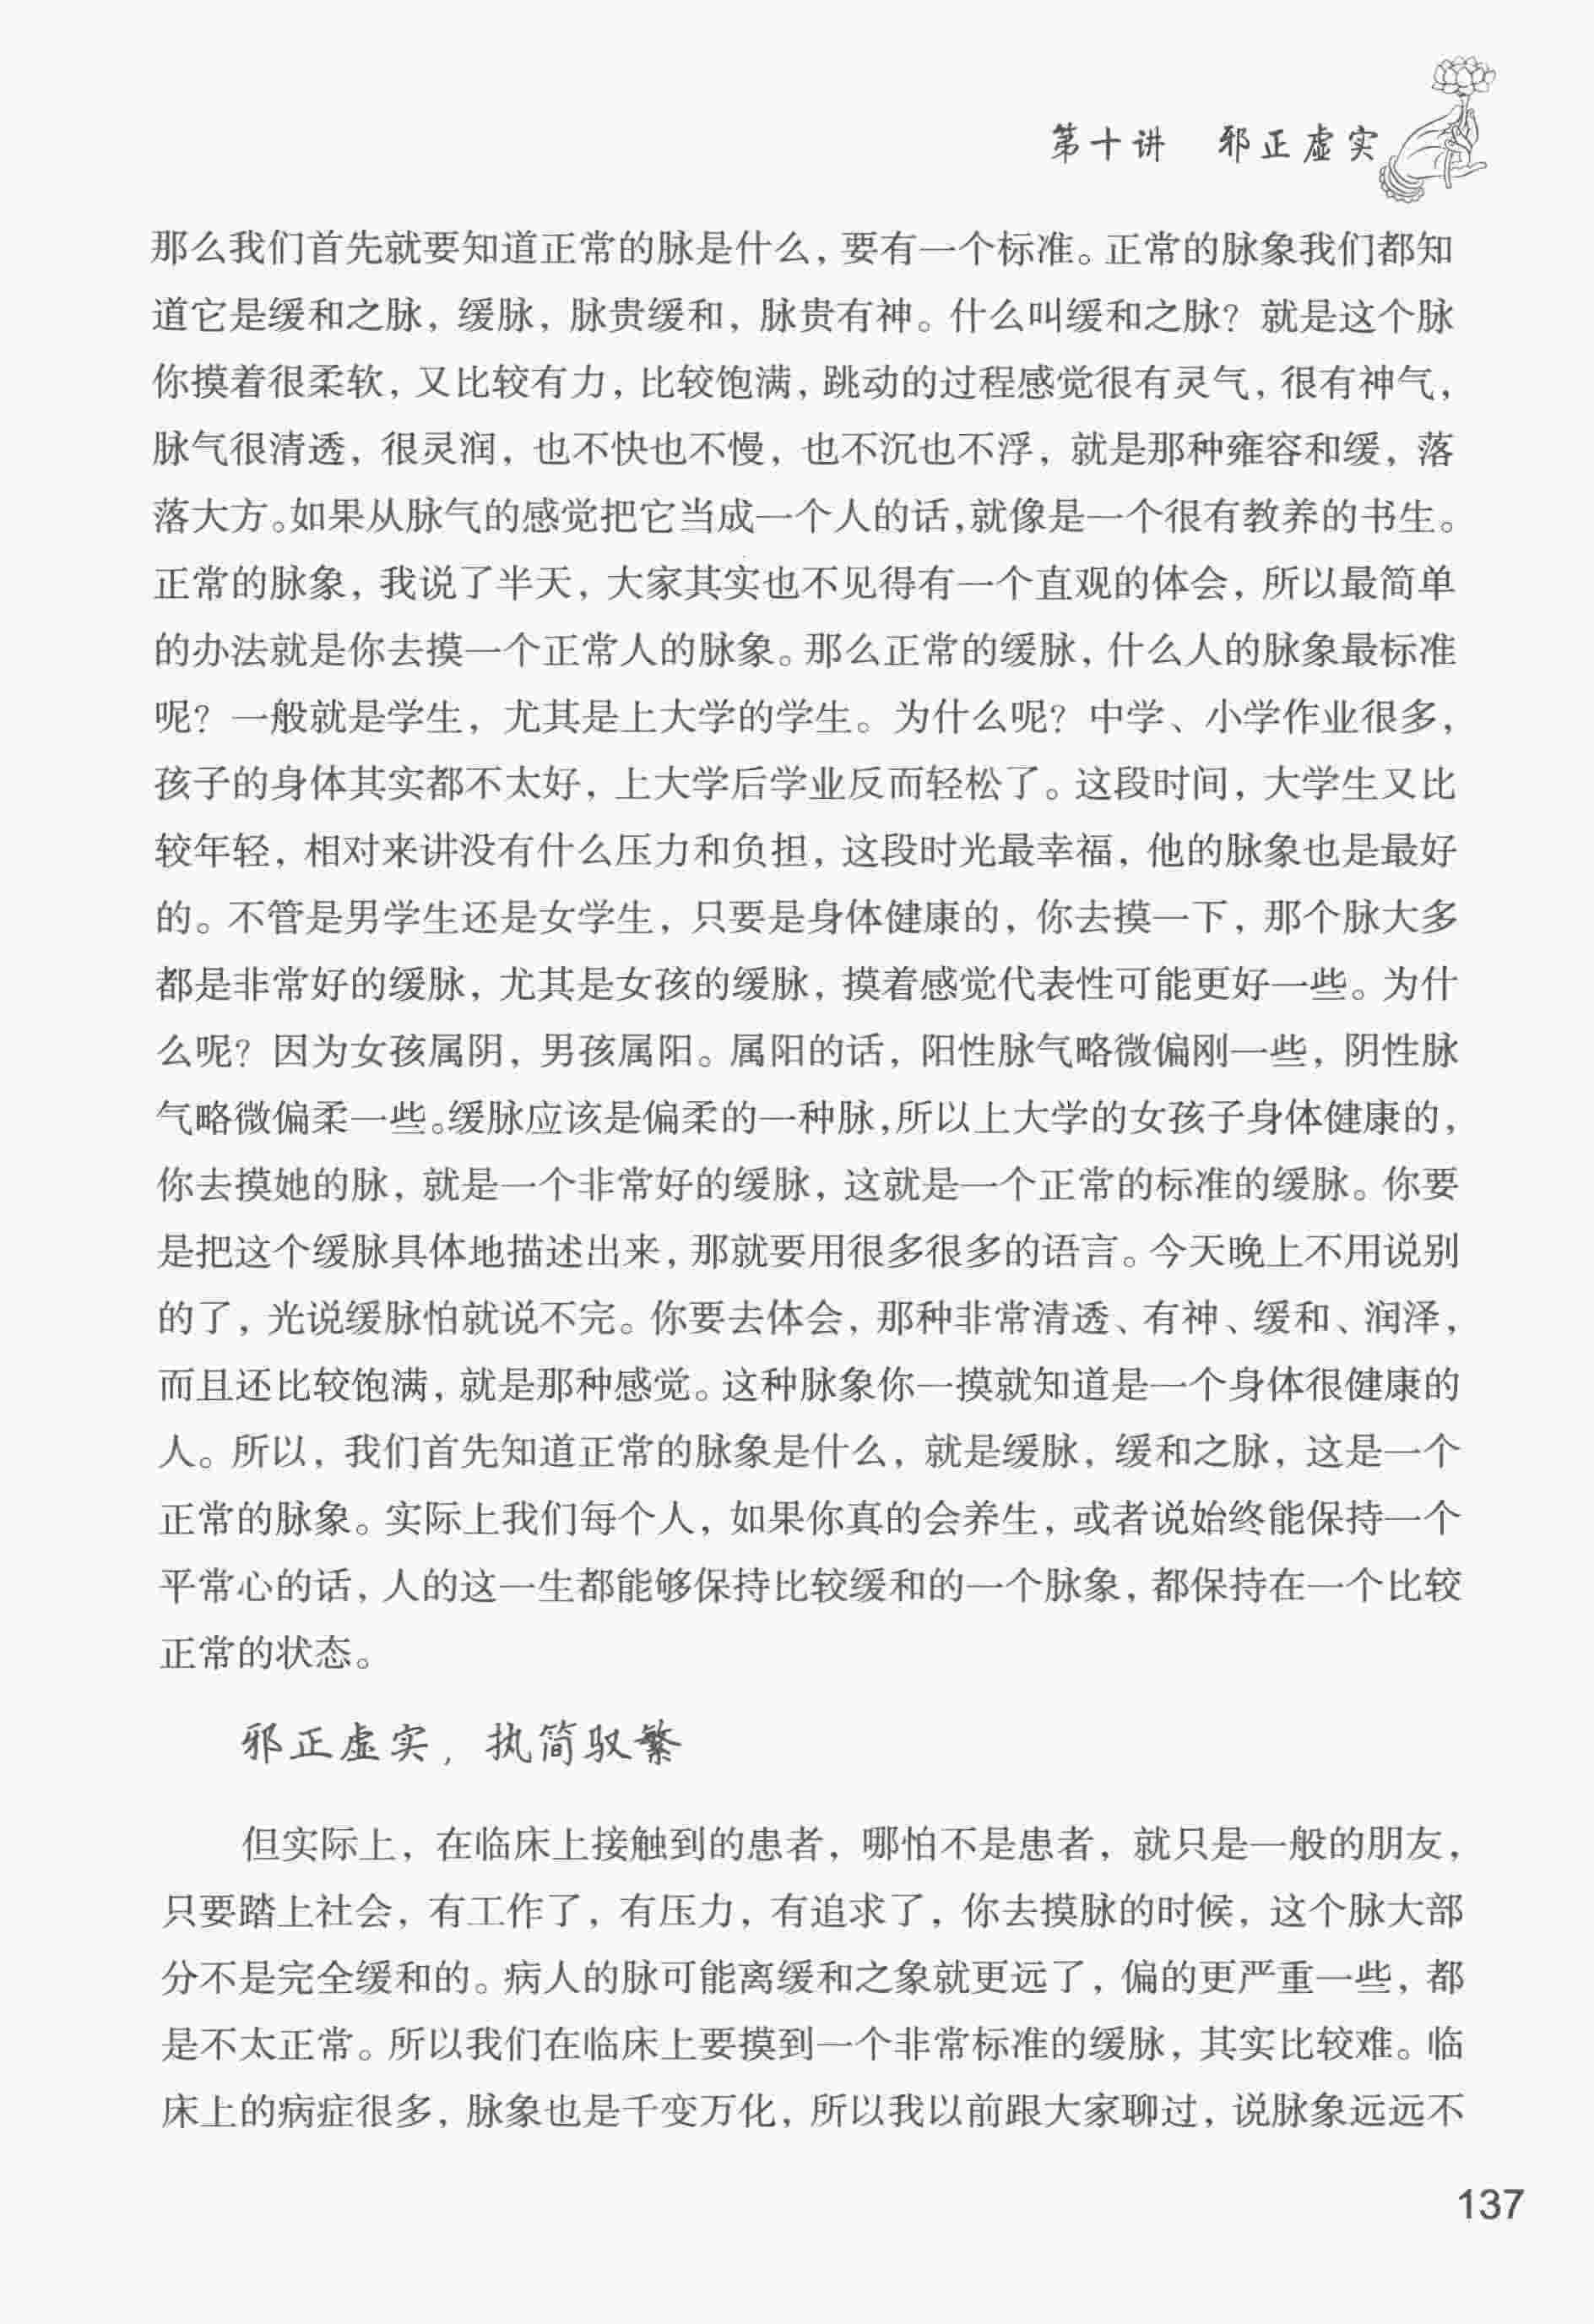 第十讲 邪正虚实
那么我们首先就要知道正常的脉是什么，要有一个标准。正常的脉象我们都知
道它是缓和之脉，缓脉，脉贵缓和，脉贵有神。什么叫缓和之脉？就是这个脉
你摸着很柔软，又比较有力，比较饱满，跳动的过程感觉很有灵气，很有神气，
脉气很清透，很灵润，也不快也不慢，也不沉也不浮，就是那种雍容和缓，落
落大方。如果从脉气的感觉把它当成一个人的话，就像是一个很有教养的书生。
正常的脉象，我说了半天，大家其实也不见得有一个直观的体会，所以最简单
的办法就是你去摸一个正常人的脉象。那么正常的缓脉，什么人的脉象最标准
呢？一般就是学生，尤其是上大学的学生。为什么呢？中学、小学作业很多，
孩子的身体其实都不太好，上大学后学业反而轻松了。这段时间，大学生又比
较年轻，相对来讲没有什么压力和负担，这段时光最幸福，他的脉象也是最好
的。不管是男学生还是女学生，只要是身体健康的，你去摸一下，那个脉大多
都是非常好的缓脉，尤其是女孩的缓脉，摸着感觉代表性可能更好一些。为什
么呢？因为女孩属阴，男孩属阳。属阳的话，阳性脉气略微偏刚一些，阴性脉
气略微偏柔一些。缓脉应该是偏柔的一种脉，所以上大学的女孩子身体健康的，
你去摸她的脉，就是一个非常好的缓脉，这就是一个正常的标准的缓脉。你要
是把这个缓脉具体地描述出来，那就要用很多很多的语言。今天晚上不用说别
的了，光说缓脉怕就说不完。你要去体会，那种非常清透、有神、缓和、润泽，
而且还比较饱满，就是那种感觉。这种脉象你一摸就知道是一个身体很健康的
人。所以，我们首先知道正常的脉象是什么，就是缓脉，缓和之脉，这是一个
正常的脉象。实际上我们每个人，如果你真的会养生，或者说始终能保持一个
平常心的话，人的这一生都能够保持比较缓和的一个脉象，都保持在一个比较
正常的状态。
邪正虚实，执简驭繁
但实际上，在临床上接触到的患者，哪怕不是患者，就只是一般的朋友，
只要踏上社会，有工作了，有压力，有追求了，你去摸脉的时候，这个脉大部
分不是完全缓和的。病人的脉可能离缓和之象就更远了，偏的更严重一些，都
是不太正常。所以我们在临床上要摸到一个非常标准的缓脉，其实比较难。临
床上的病症很多，脉象也是千变万化，所以我以前跟大家聊过，说脉象远远不
137